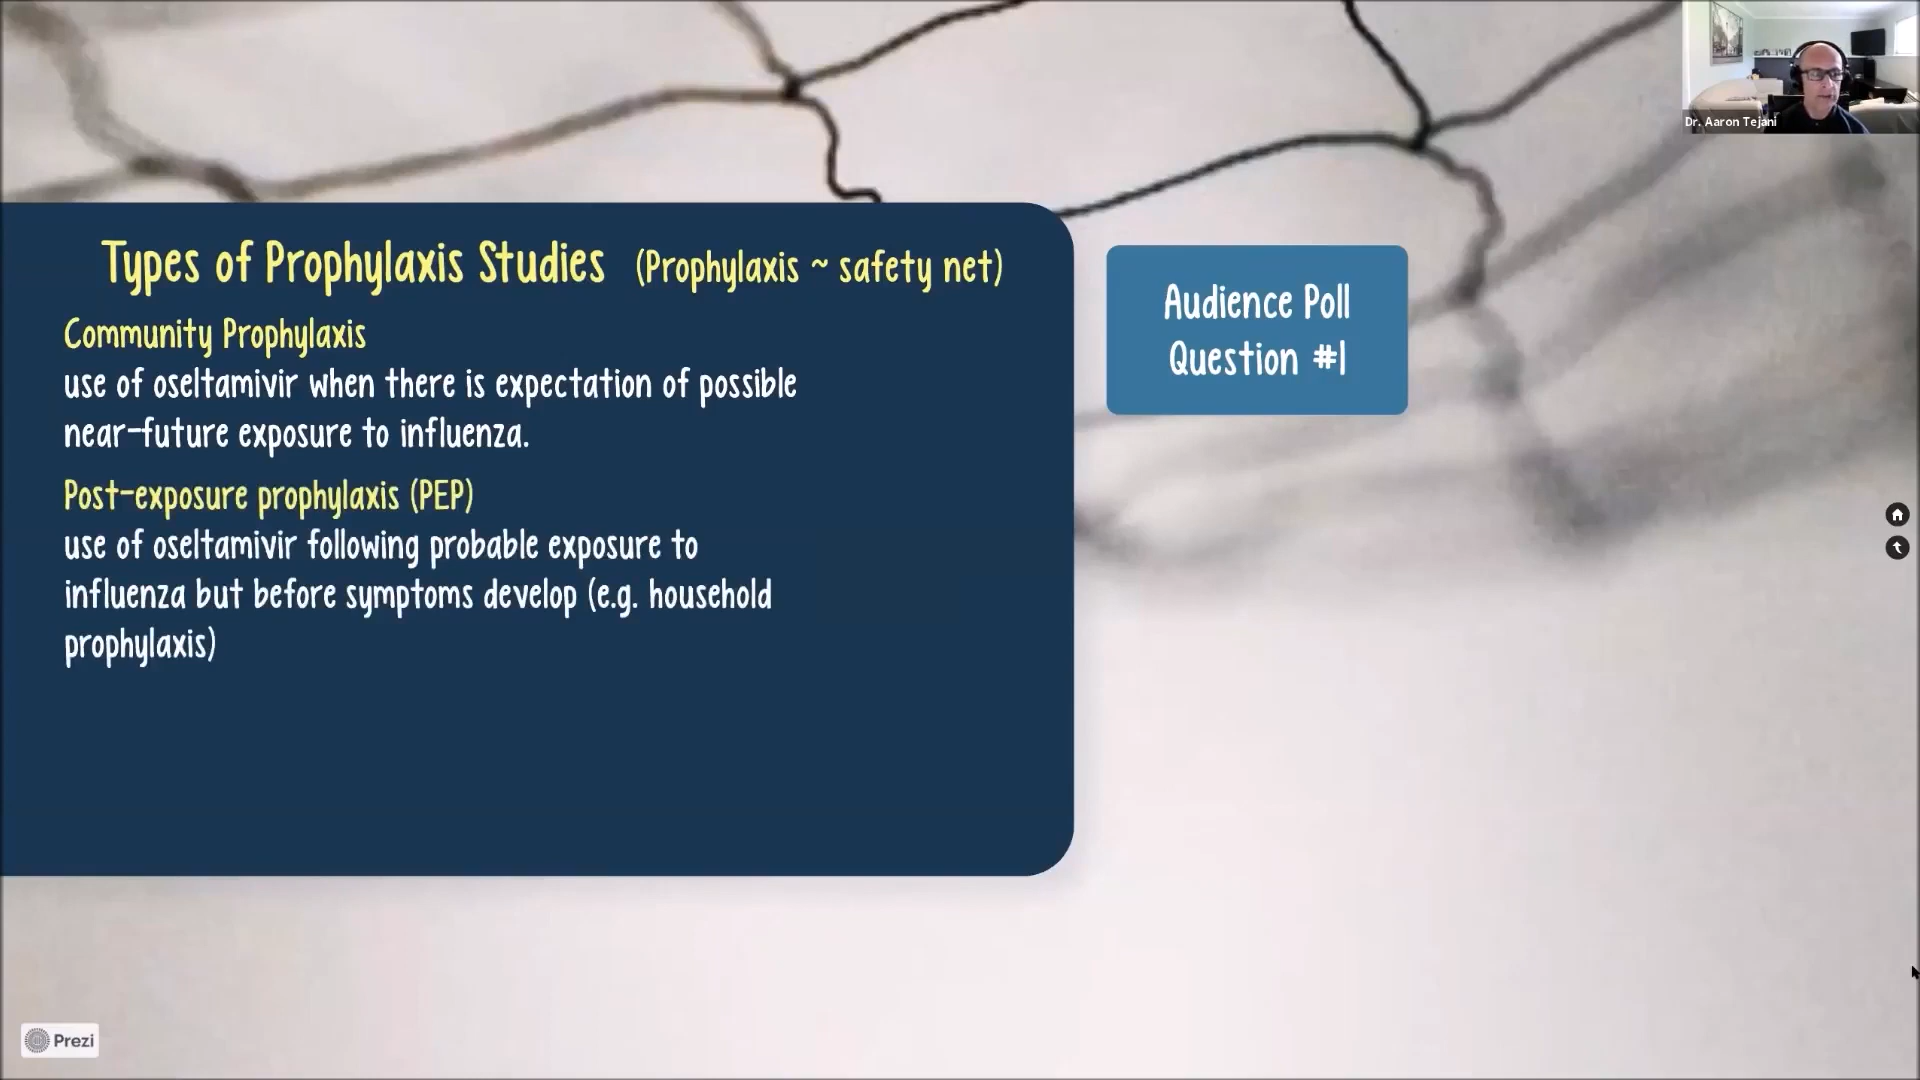 Dr. Aaron Tejani
Types of Prophylaxis Studies (Prophylaxis ~ safety net)
Community Prophylaxis
use of oseltamivir when there is expectation of possible
near-future exposure to influenza.
Post-exposure prophylaxis (PEP)
use of oseltamivir following probable exposure to
influenza but before symptoms develop (e.g. household
prophylaxis)
Audience Poll
Question #1
Prezi